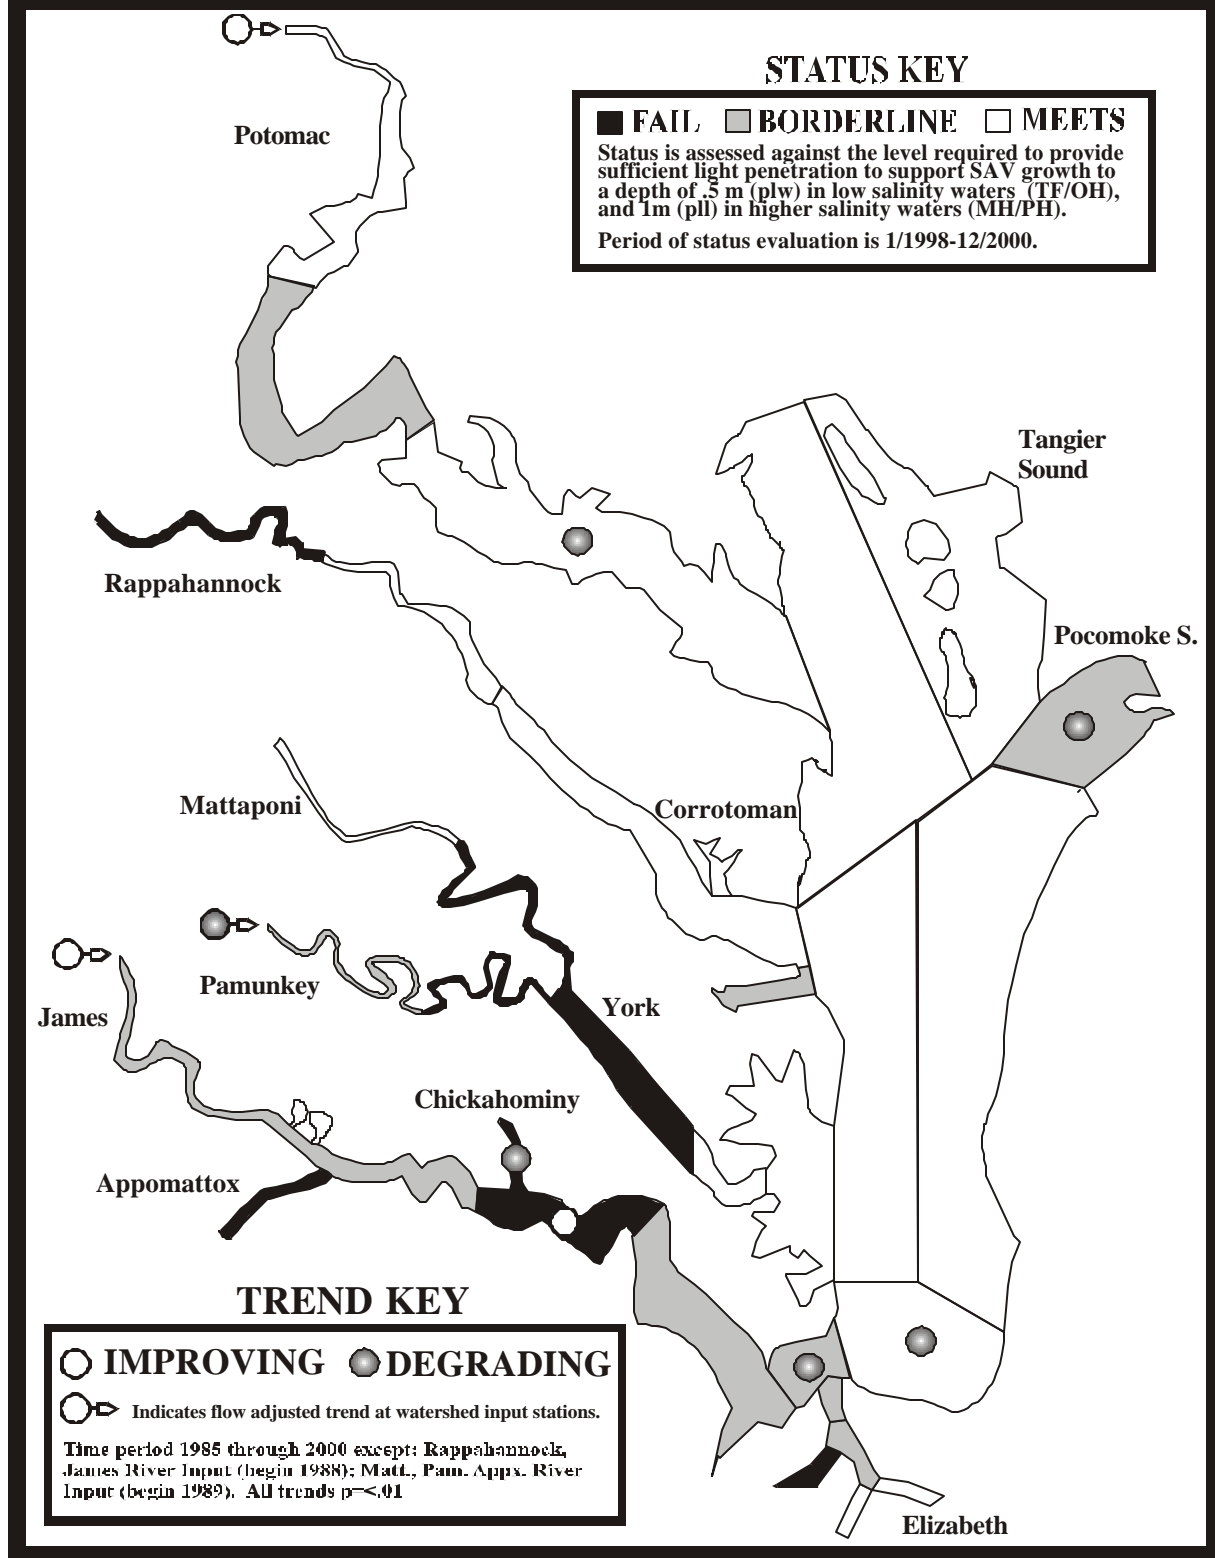 STATUS KEY
FAIL BORDERLINE MEETS
Status is assessed against the level required to provide
sufficient light penetration to support SAV growth to
a depth of .5 m (plw) in low salinity waters (TF/OH),
and 1m (pll) in higher salinity waters (MH/PH).
Period of status evaluation is 1/1998-12/2000.
Potomac
Tangier
Sound
Rappahannock
Pocomoke S.
Mattaponi
Corrotoman
Pamunkey
York
James
Chickahominy
Appomattox
Elizabeth
TREND KEY
IMPROVING DEGRADING
Indicates flow adjusted trend at watershed input stations.
Time period 1985 through 2000 except: Rappahannock,
James River Input (begin 1988); Matt., Pam. Appx. River
Input (begin 1989). All trends p=<.01